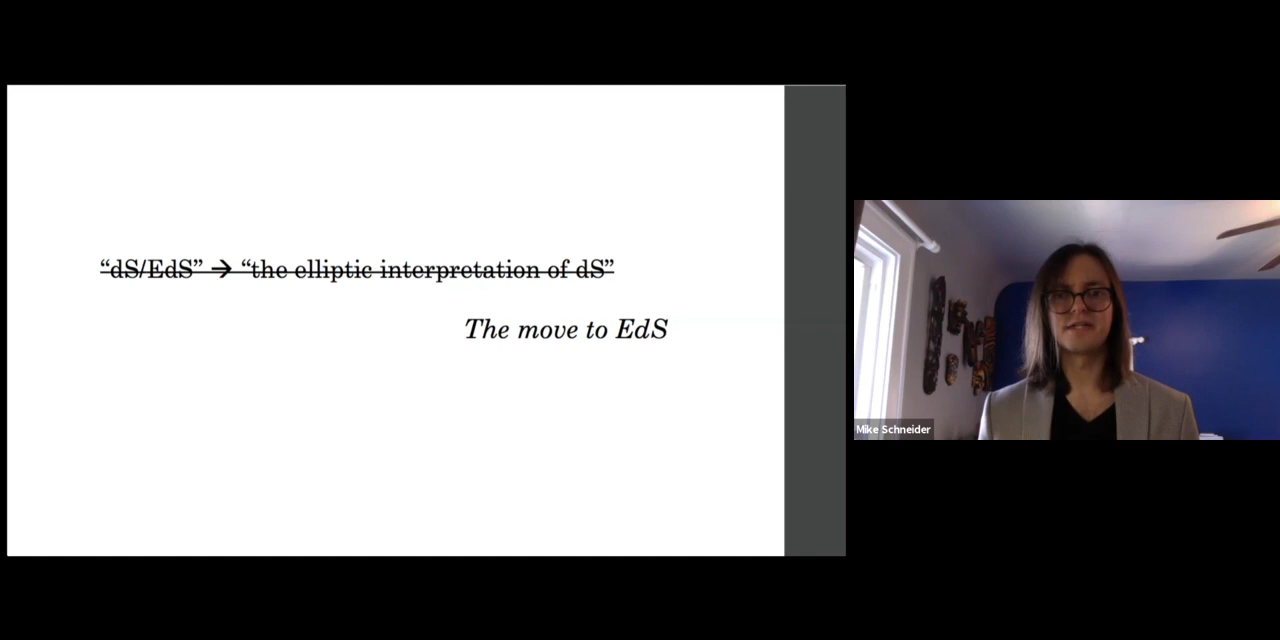 “dS/EdS” → “the elliptic interpretation of dS”
The move to EdS
Mike Schneider